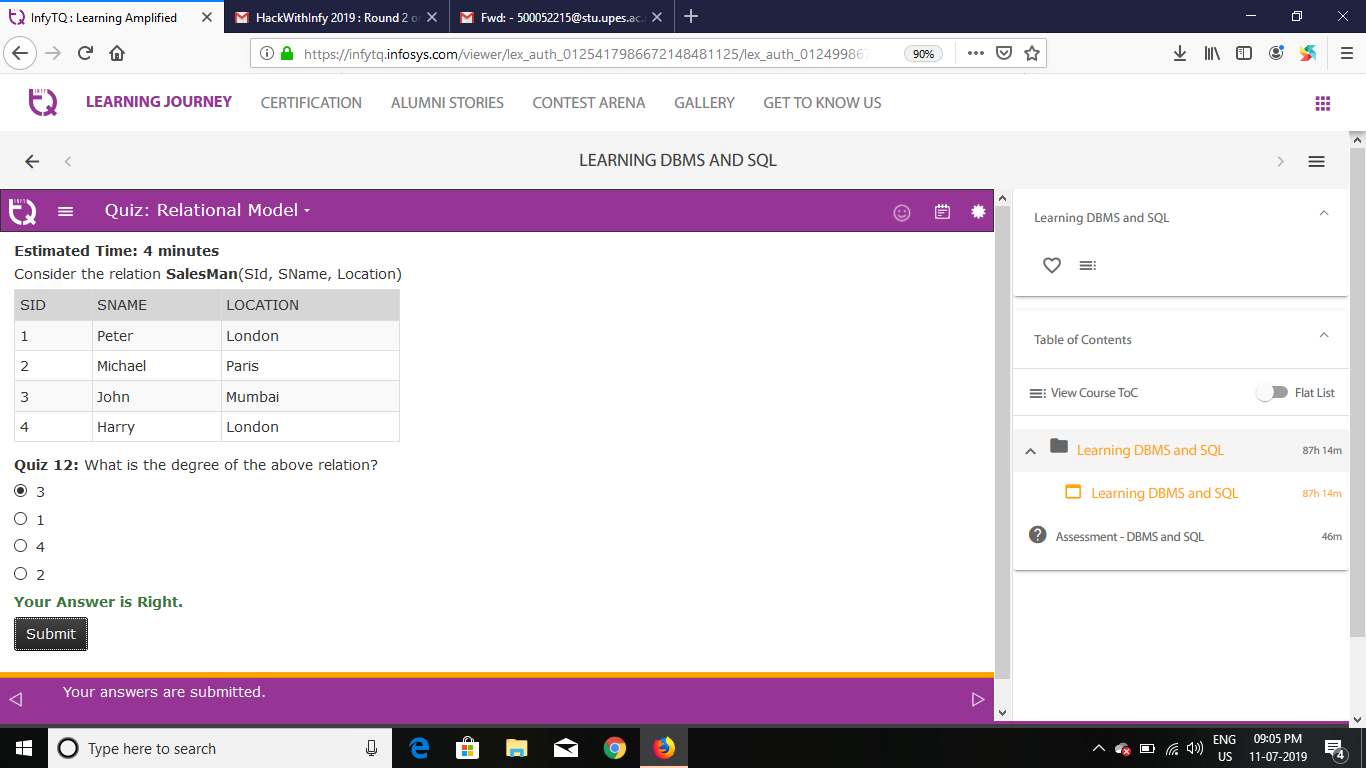 InfyTQ : Learning Amplified
HackWithInfy 2019 : Round 2 o
Fwd: - 500052215@stu.upes.ac.
https://infytq.infosys.com/viewer/lex_auth_0125417986672148481125/lex_auth_01249986
90%
LEARNING JOURNEY
CERTIFICATION
ALUMNI STORIES
CONTEST ARENA
GALLERY
GET TO KNOW US
LEARNING DBMS AND SQL
Quiz: Relational Model
Estimated Time: 4 minutes
Consider the relation SalesMan(SId, SName, Location)
SID SNAME LOCATION
1 Peter London
2 Michael Paris
3 John Mumbai
4 Harry London
Quiz 12: What is the degree of the above relation?
3
1
4
2
Your Answer is Right.
Submit
Your answers are submitted.
Learning DBMS and SQL
Table of Contents
View Course ToC
Flat List
Learning DBMS and SQL 87h 14m
Learning DBMS and SQL 87h 14m
Assessment - DBMS and SQL 46m
Type here to search
ENG
US
09:05 PM
11-07-2019
4